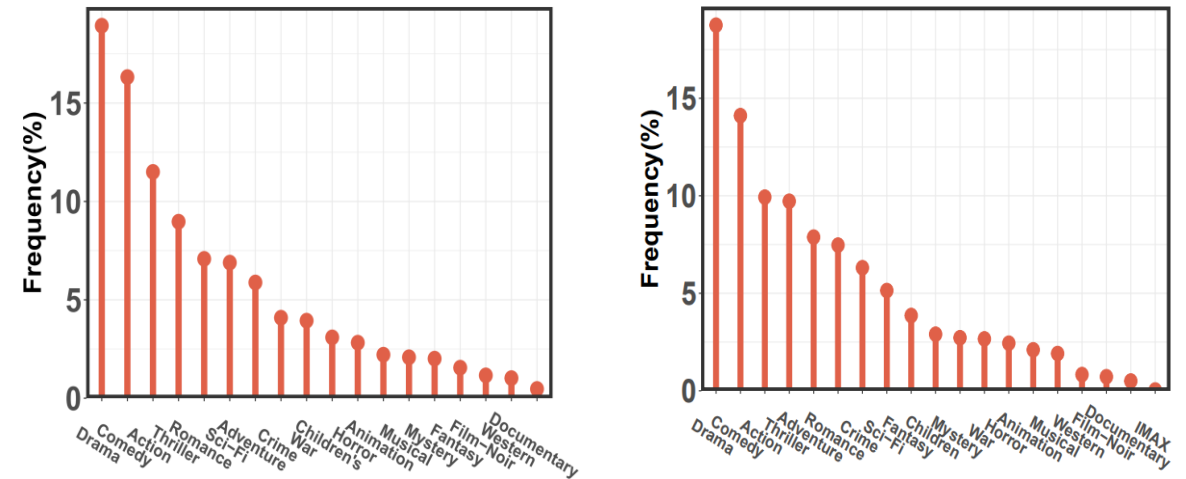 Frequency(%)
15
10
5
0
Drama
Comedy
Action
Thriller
Romance
Sci-Fi
Adventure
Crime
War
Children's
Horror
Animation
Musical
Mystery
Fantasy
Film-Noir
Western
Documentary
Frequency(%)
15
10
5
0
Drama
Comedy
Action
Thriller
Adventure
Romance
Crime
Sci-Fi
Fantasy
Children
Mystery
War
Horror
Animation
Musical
Western
Film-Noir
Documentary
IMAX